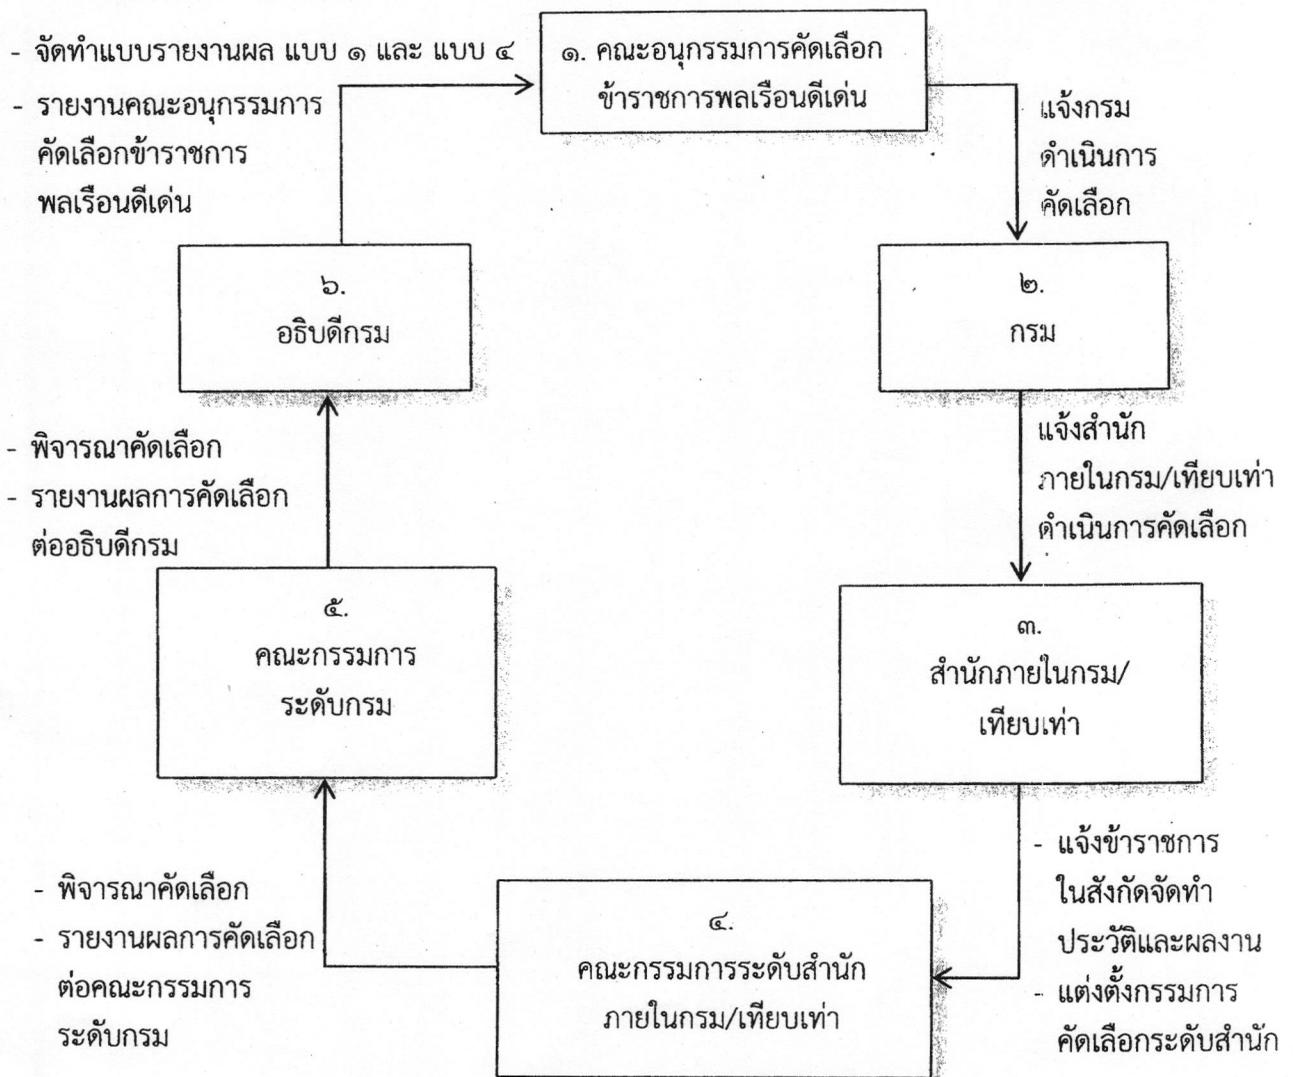 - จัดทำแบบรายงานผล แบบ ๑ และ แบบ ๔
- รายงานคณะอนุกรรมการ
คัดเลือกข้าราชการ
พลเรือนดีเด่น
๑. คณะอนุกรรมการคัดเลือก
ข้าราชการพลเรือนดีเด่น
แจ้งกรม
ดำเนินการ
คัดเลือก
๒.
กรม
แจ้งสำนัก
ภายในกรม/เทียบเท่า
ดำเนินการคัดเลือก
๓.
สำนักภายในกรม/
เทียบเท่า
- แจ้งข้าราชการ
ในสังกัดจัดทำ
ประวัติและผลงาน
- แต่งตั้งกรรมการ
คัดเลือกระดับสำนัก
๔.
คณะกรรมการระดับสำนัก
ภายในกรม/เทียบเท่า
- พิจารณาคัดเลือก
- รายงานผลการคัดเลือก
ต่อคณะกรรมการ
ระดับกรม
๕.
คณะกรรมการ
ระดับกรม
- พิจารณาคัดเลือก
- รายงานผลการคัดเลือก
ต่ออธิบดีกรม
๖.
อธิบดีกรม